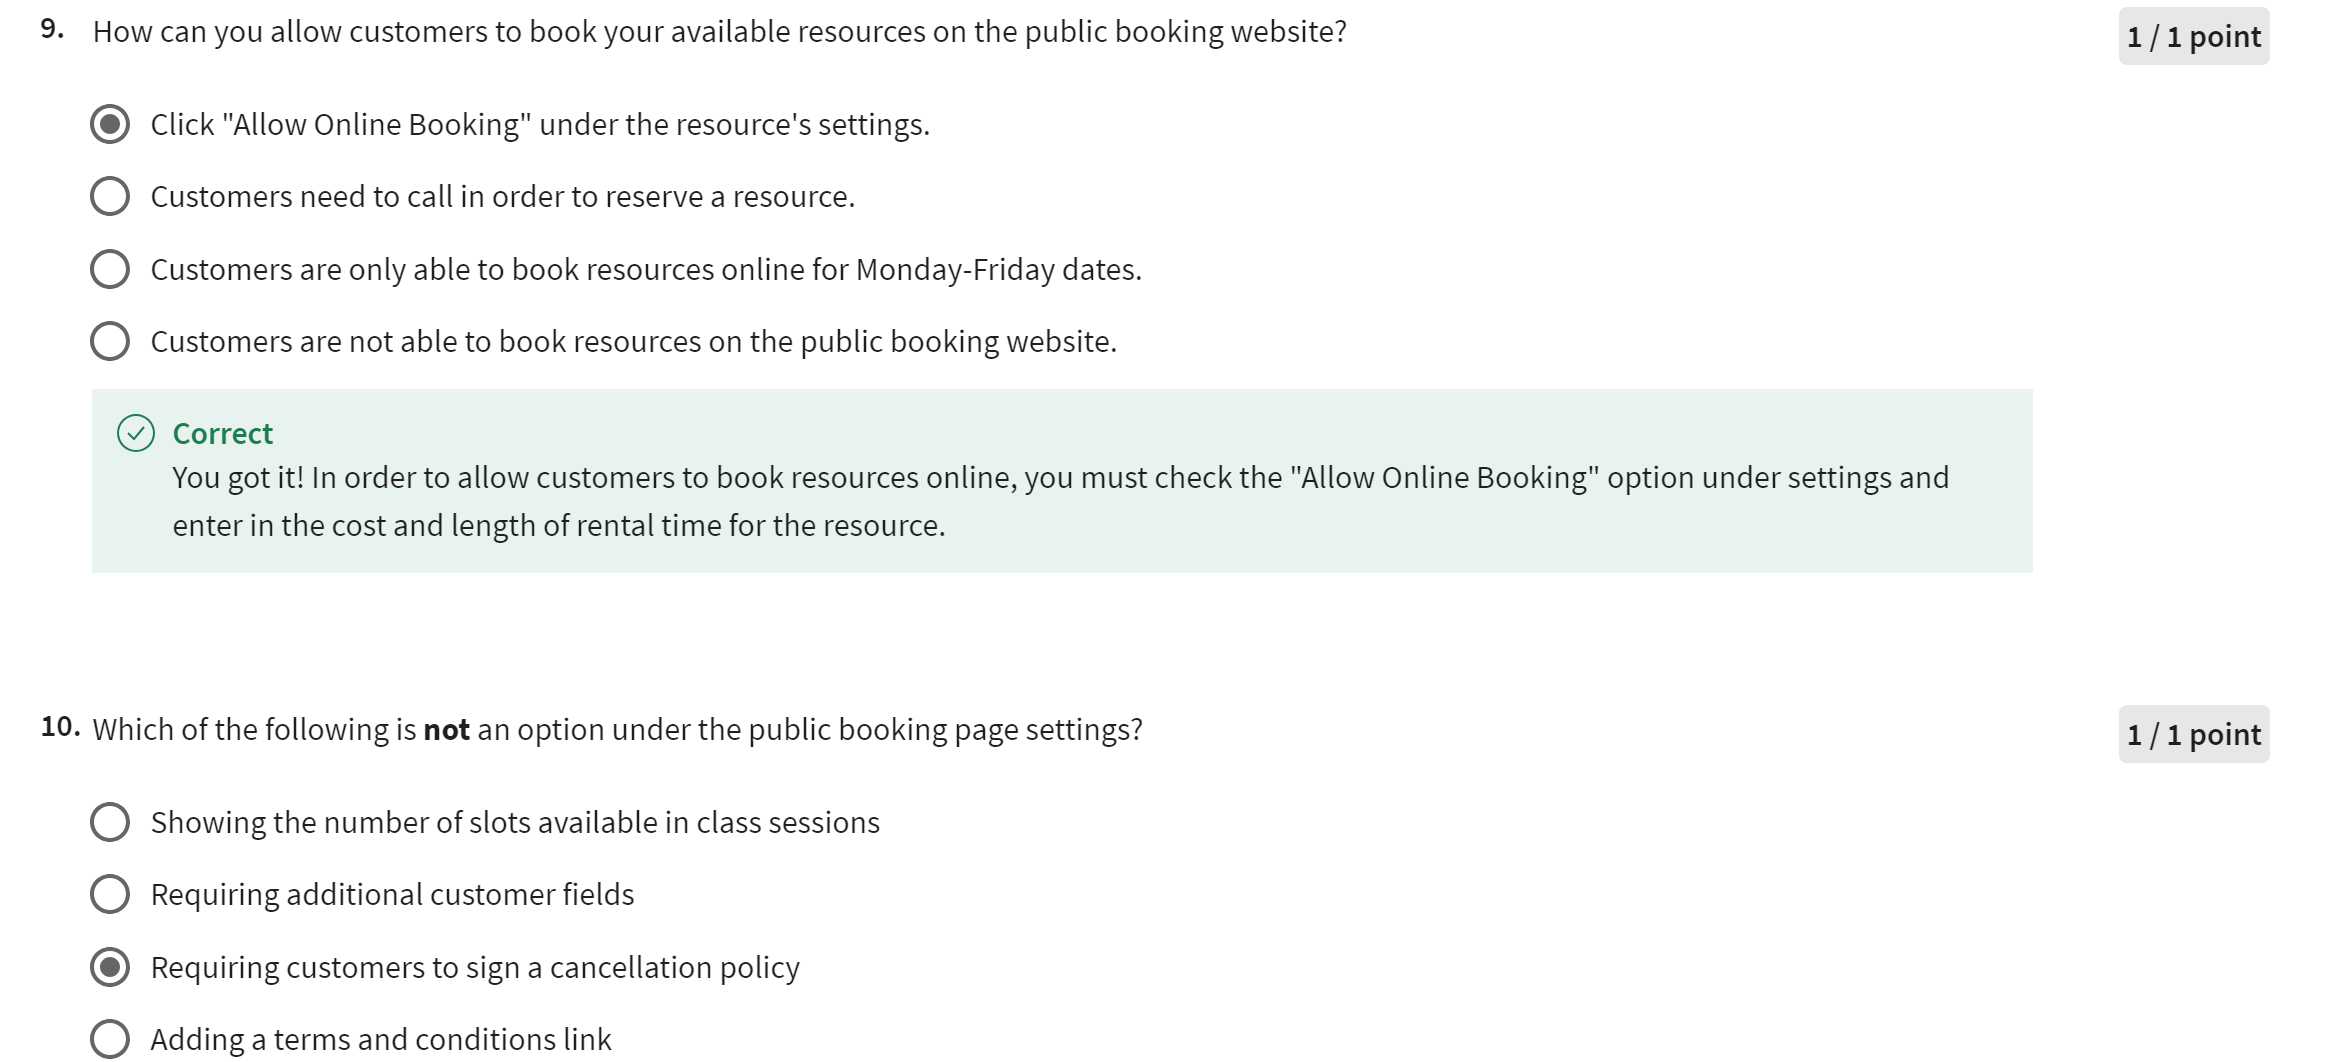 9. How can you allow customers to book your available resources on the public booking website?
1 / 1 point
Click "Allow Online Booking" under the resource's settings.
Customers need to call in order to reserve a resource.
Customers are only able to book resources online for Monday-Friday dates.
Customers are not able to book resources on the public booking website.
Correct
You got it! In order to allow customers to book resources online, you must check the "Allow Online Booking" option under settings and
enter in the cost and length of rental time for the resource.
10. Which of the following is not an option under the public booking page settings?
1 / 1 point
Showing the number of slots available in class sessions
Requiring additional customer fields
Requiring customers to sign a cancellation policy
Adding a terms and conditions link